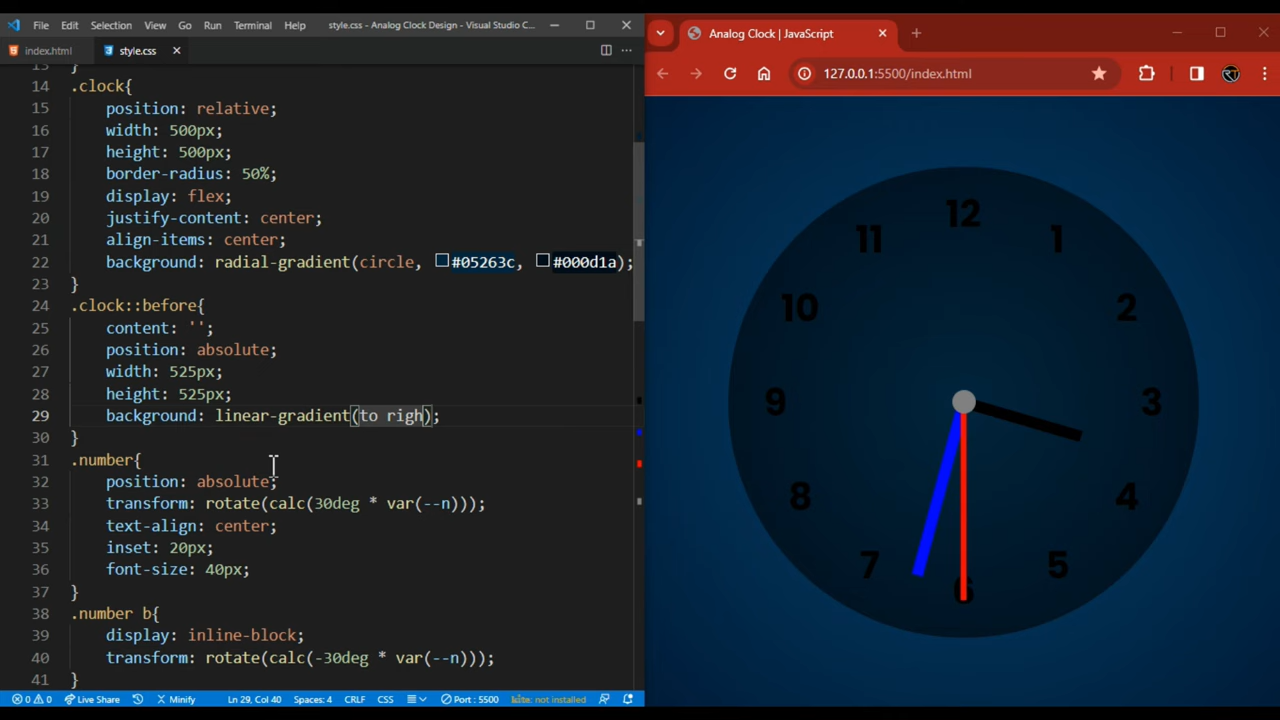 File Edit Selection View Go Run Terminal Help style.css - Analog Clock Design - Visual Studio C...
index.html style.css
13 }
14 .clock{
15 position: relative;
16 width: 500px;
17 height: 500px;
18 border-radius: 50%;
19 display: flex;
20 justify-content: center;
21 align-items: center;
22 background: radial-gradient(circle, #05263c, #000d1a);
23 }
24 .clock::before{
25 content: '';
26 position: absolute;
27 width: 525px;
28 height: 525px;
29 background: linear-gradient(to righ);
30 }
31 .number{
32 position: absolute;
33 transform: rotate(calc(30deg * var(--n)));
34 text-align: center;
35 inset: 20px;
36 font-size: 40px;
37 }
38 .number b{
39 display: inline-block;
40 transform: rotate(calc(-30deg * var(--n)));
41 }
0 0 Live Share Minify Ln 29, Col 40 Spaces: 4 CRLF CSS Port : 5500 kite: not installed
Analog Clock | JavaScript
127.0.0.1:5500/index.html
12
11 1
10 2
9 3
8 4
7 5
6